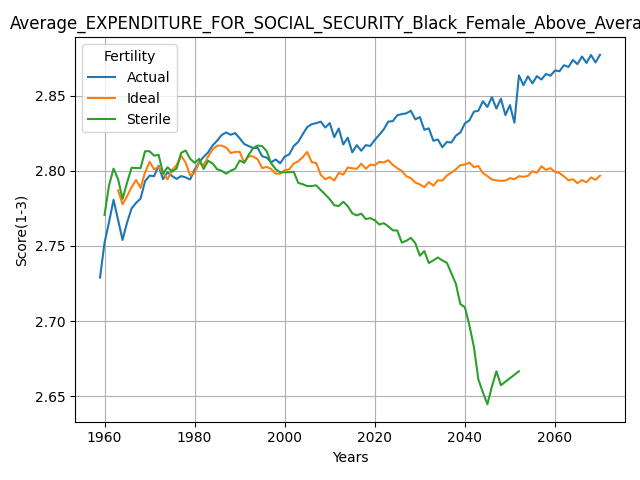 Average_EXPENDITURE_FOR_SOCIAL_SECURITY_Black_Female_Above_Avera
Fertility
Actual
Ideal
Sterile
Score(1-3)
2.85
2.80
2.75
2.70
2.65
1960 1980 2000 2020 2040 2060
Years